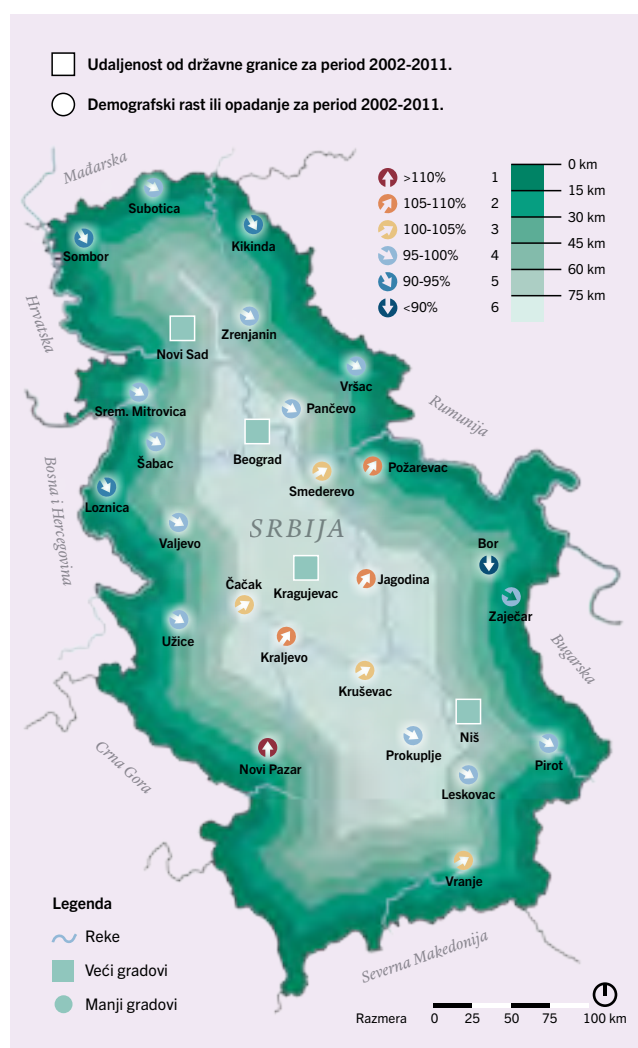 Udaljenost od državne granice za period 2002-2011.
Demografski rast ili opadanje za period 2002-2011.
Mađarska
>110% 1
105-110% 2
100-105% 3
95-100% 4
90-95% 5
<90% 6
0 km
15 km
30 km
45 km
60 km
75 km
Subotica
Sombor
Kikinda
Hrvatska
Zrenjanin
Novi Sad
Vršac
Srem. Mitrovica
Pančevo
Rumunija
Šabac
Beograd
Požarevac
Smederevo
Bosna i Hercegovina
Loznica
SRBIJA
Valjevo
Bor
Čačak
Kragujevac
Jagodina
Zaječar
Užice
Kraljevo
Bugarska
Kruševac
Niš
Crna Gora
Novi Pazar
Prokuplje
Pirot
Leskovac
Vranje
Severna Makedonija
Legenda
Reke
Veći gradovi
Manji gradovi
Razmera 0 25 50 75 100 km